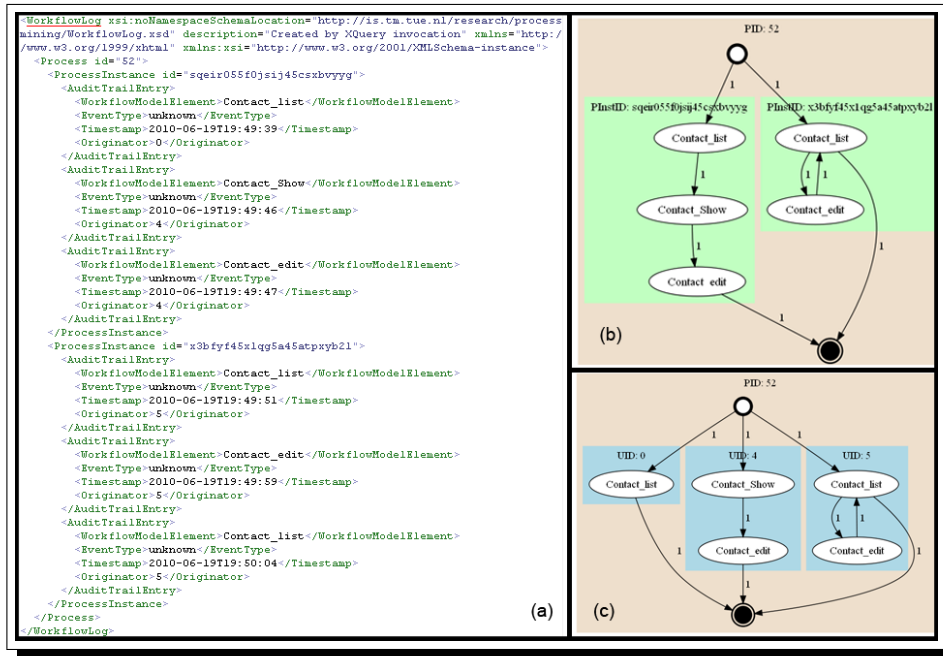 <WorkflowLog xsi:noNamespaceSchemaLocation="http://is.tm.tue.nl/research/process
mining/WorkflowLog.xsd" description="Created by XQuery invocation" xmlns="http:/
/www.w3.org/1999/xhtml" xmlns:xsi="http://www.w3.org/2001/XMLSchema-instance">
<Process id="52">
<ProcessInstance id="sqeir055f0jsij45csxbvyyg">
<AuditTrailEntry>
<WorkflowModelElement>Contact_list</WorkflowModelElement>
<EventType>unknown</EventType>
<Timestamp>2010-06-19T19:49:39</Timestamp>
<Originator>0</Originator>
</AuditTrailEntry>
<AuditTrailEntry>
<WorkflowModelElement>Contact_Show</WorkflowModelElement>
<EventType>unknown</EventType>
<Timestamp>2010-06-19T19:49:46</Timestamp>
<Originator>4</Originator>
</AuditTrailEntry>
<AuditTrailEntry>
<WorkflowModelElement>Contact_edit</WorkflowModelElement>
<EventType>unknown</EventType>
<Timestamp>2010-06-19T19:49:47</Timestamp>
<Originator>4</Originator>
</AuditTrailEntry>
</ProcessInstance>
<ProcessInstance id="x3bfyf45x1qg5a45atpxyb2l">
<AuditTrailEntry>
<WorkflowModelElement>Contact_list</WorkflowModelElement>
<EventType>unknown</EventType>
<Timestamp>2010-06-19T19:49:51</Timestamp>
<Originator>5</Originator>
</AuditTrailEntry>
<AuditTrailEntry>
<WorkflowModelElement>Contact_edit</WorkflowModelElement>
<EventType>unknown</EventType>
<Timestamp>2010-06-19T19:49:59</Timestamp>
<Originator>5</Originator>
</AuditTrailEntry>
<AuditTrailEntry>
<WorkflowModelElement>Contact_list</WorkflowModelElement>
<EventType>unknown</EventType>
<Timestamp>2010-06-19T19:50:04</Timestamp>
<Originator>5</Originator>
</AuditTrailEntry>
</ProcessInstance>
</Process>
</WorkflowLog>
(a)
PID: 52
1
1
PInstID: sqeir055f0jsij45csxbvyyg
PInstID: x3bfyf45x1qg5a45atpxyb2l
Contact_list
Contact_list
1
1
1
Contact_Show
Contact_edit
1
1
Contact_edit
1
(b)
PID: 52
1
1
1
UID: 0
UID: 4
UID: 5
Contact_list
Contact_Show
Contact_list
1
1
1
Contact_edit
Contact_edit
1
1
1
(c)